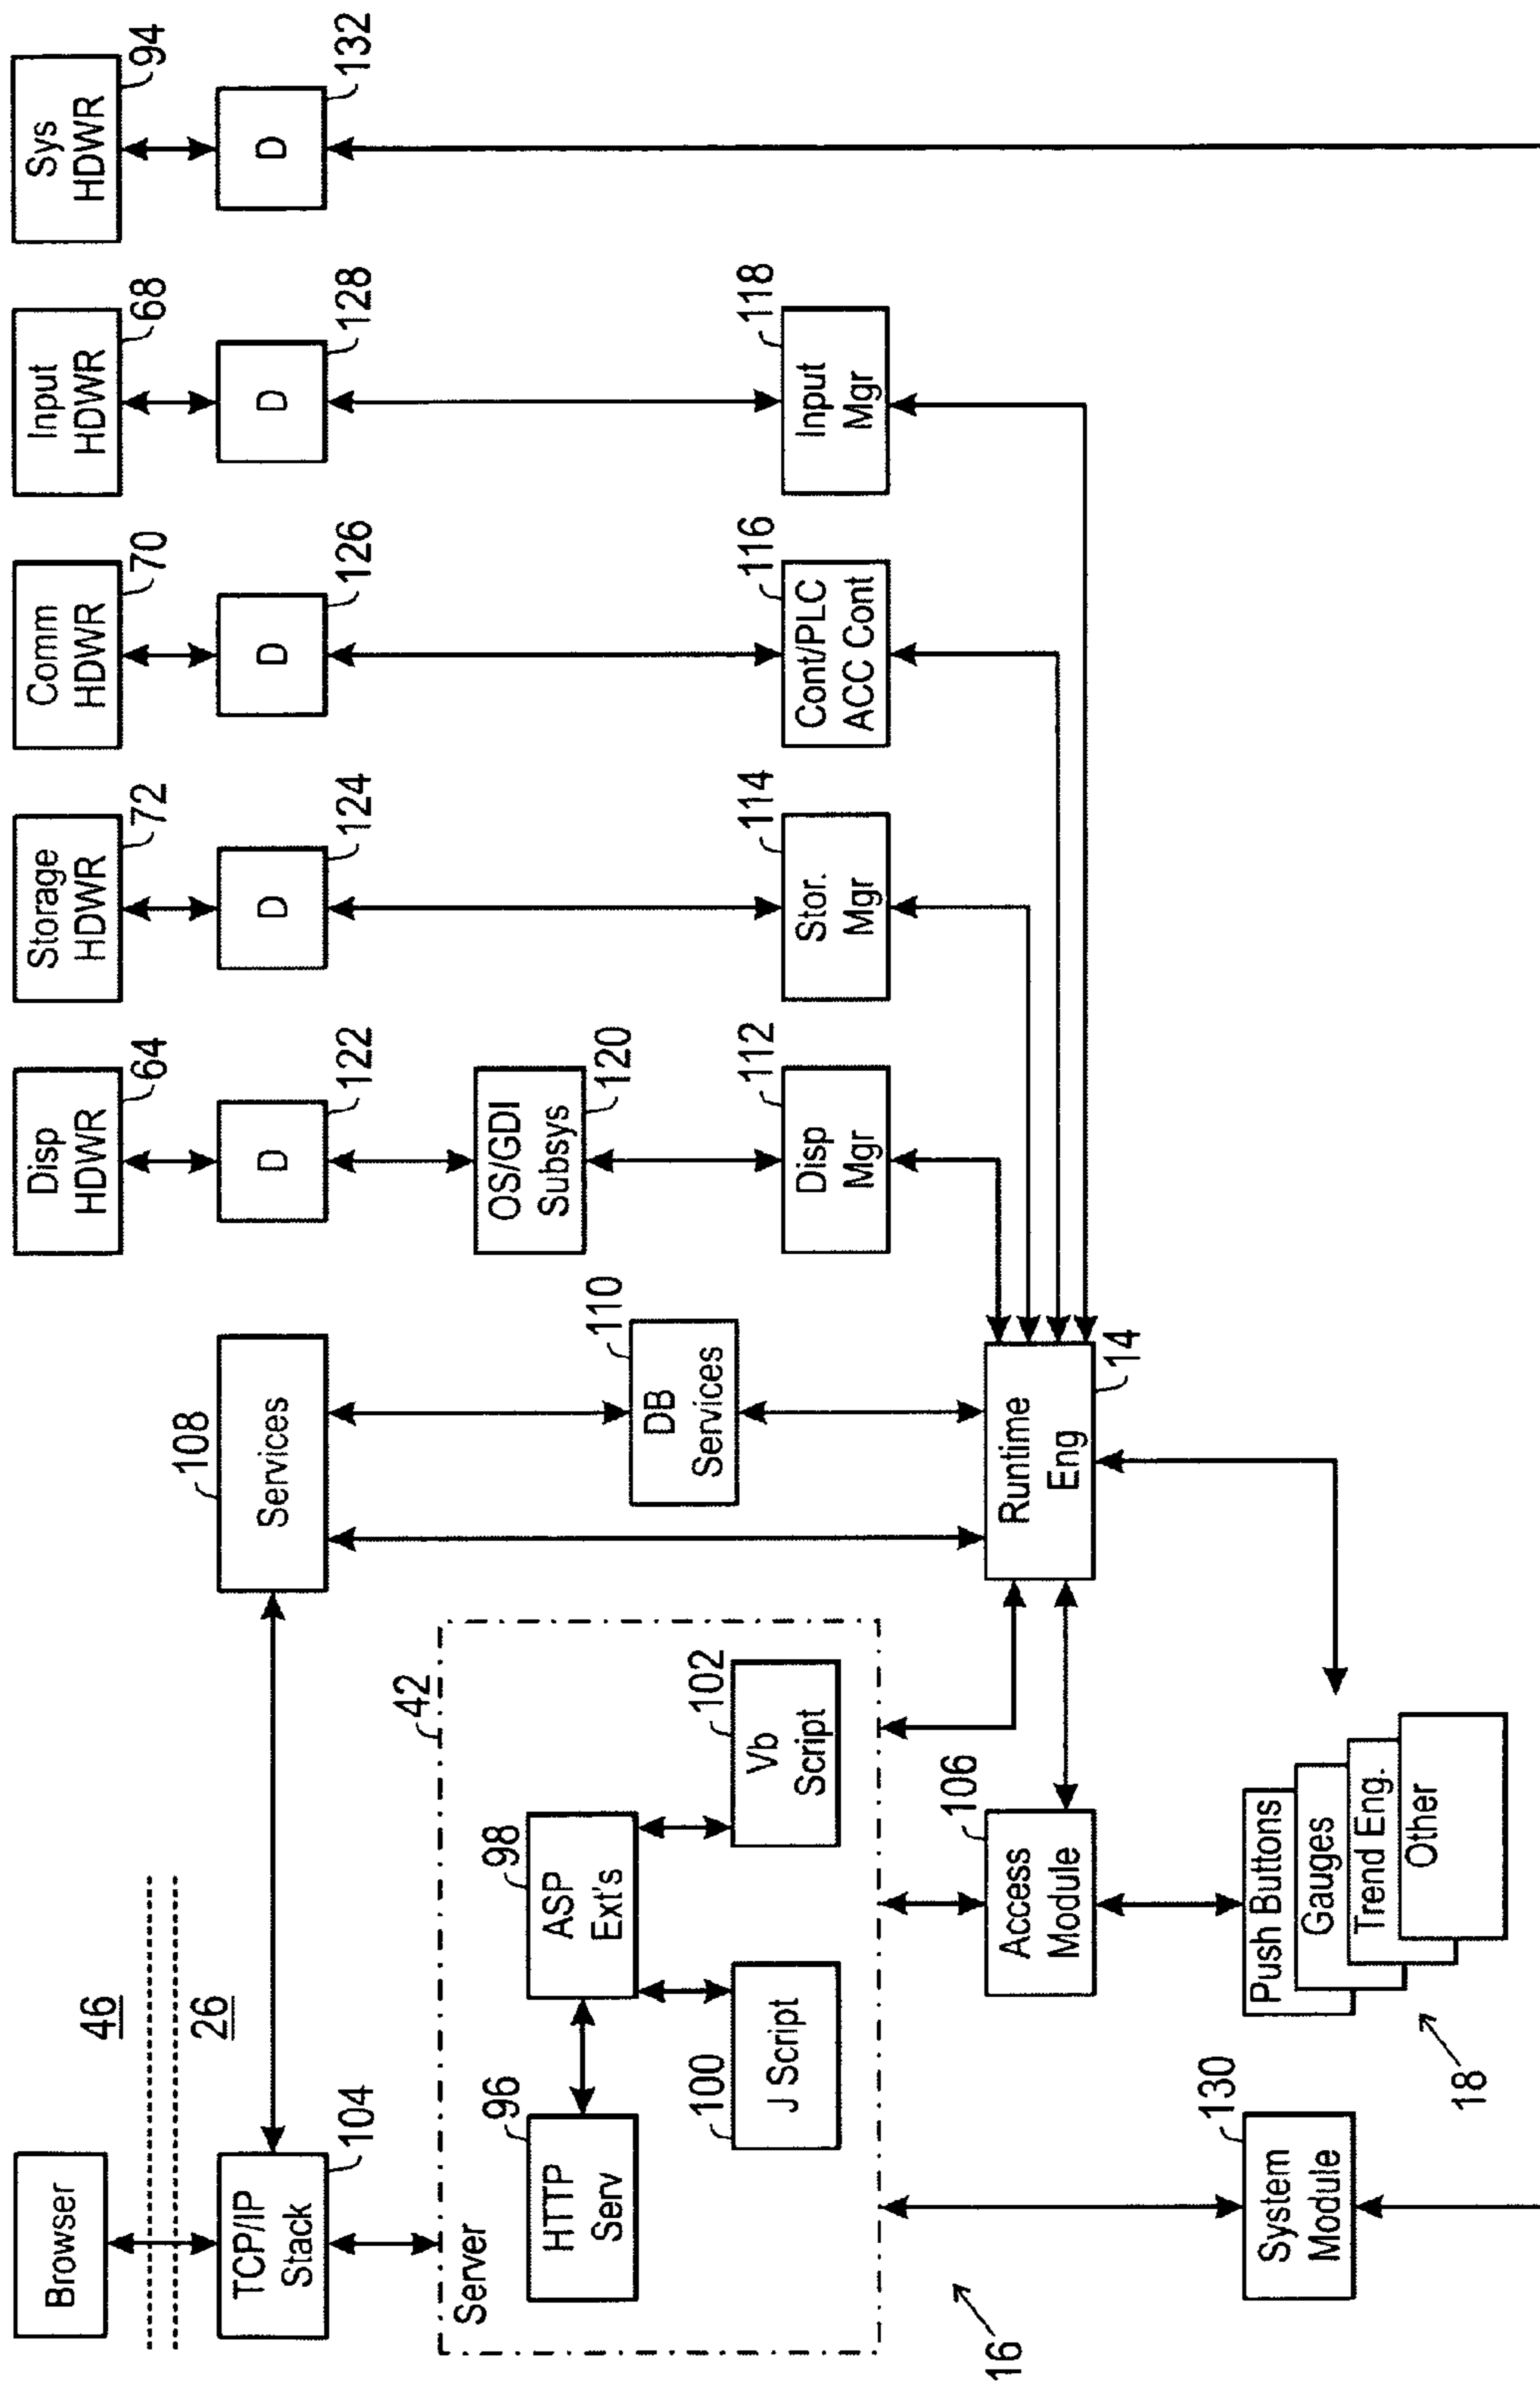 Browser
46
26
TCP/IP
Stack
104
Services
108
Disp
HDWR
64
Storage
HDWR
72
Comm
HDWR
70
Input
HDWR
68
Sys
HDWR
94
D
122
D
124
D
126
D
128
D
132
Server
42
HTTP
Serv
96
ASP
Ext's
98
J Script
100
Vb
Script
102
DB
Services
110
OS/GDI
Subsys
120
Disp
Mgr
112
Stor.
Mgr
114
Cont/PLC
ACC Cont
116
Input
Mgr
118
16
Access
Module
106
Runtime
Eng
14
System
Module
130
Push Buttons
Gauges
Trend Eng.
Other
18